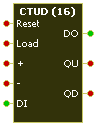 CTUD (16)
Reset
DO
Load
+
QU
-
QD
DI